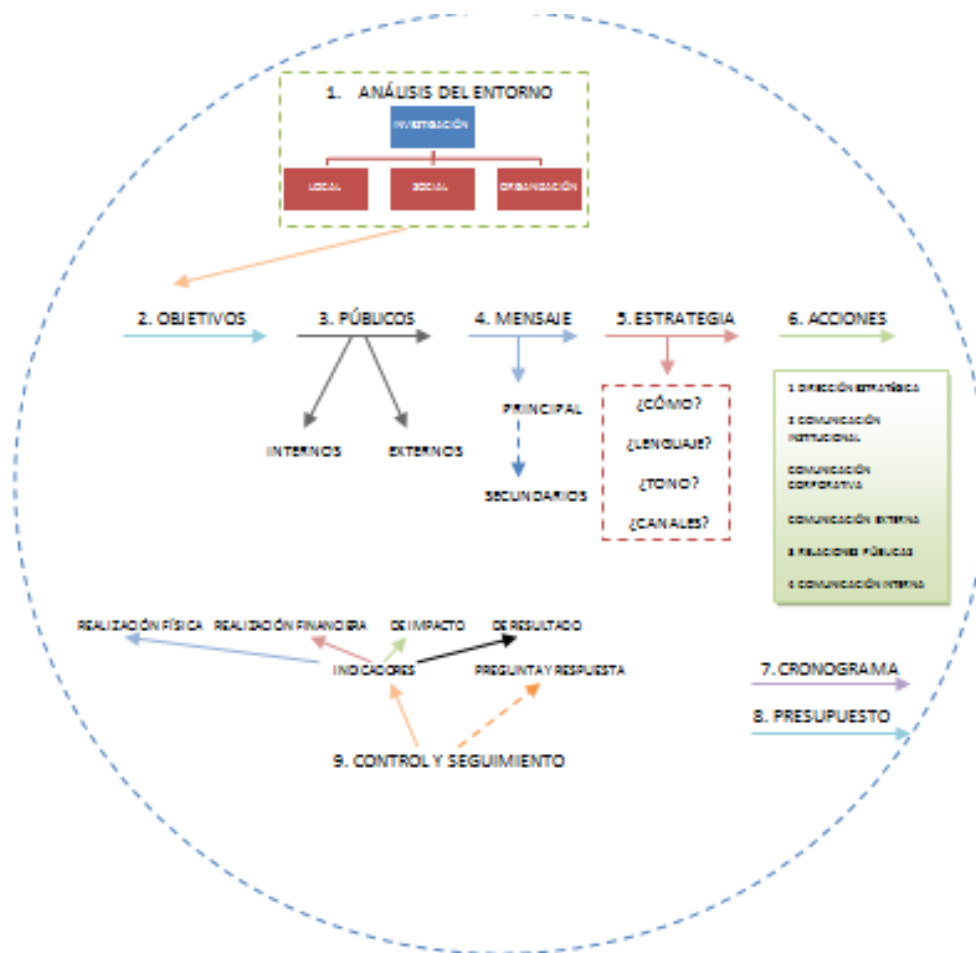 1. ANÁLISIS DEL ENTORNO
INVESTIGACIÓN
LOCAL
SOCIAL
ORGANIZACIÓN
2. OBJETIVOS
3. PÚBLICOS
4. MENSAJE
5. ESTRATEGIA
6. ACCIONES
INTERNOS
EXTERNOS
PRINCIPAL
SECUNDARIOS
¿CÓMO?
¿LENGUAJE?
¿TONO?
¿CANALES?
1 DIRECCIÓN ESTRATÉGICA
2 COMUNICACIÓN
INSTITUCIONAL
COMUNICACIÓN
CORPORATIVA
COMUNICACIÓN EXTERNA
RELACIONES PÚBLICAS
COMUNICACIÓN INTERNA
REALIZACIÓN FÍSICA
REALIZACIÓN FINANCIERA
DE IMPACTO
DE RESULTADO
INDICADORES
PREGUNTA Y RESPUESTA
7. CRONOGRAMA
8. PRESUPUESTO
9. CONTROL Y SEGUIMIENTO